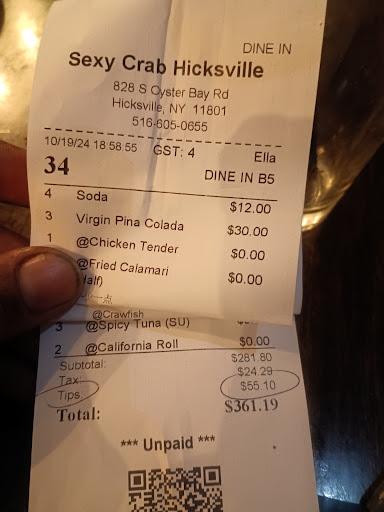 DINE IN
Sexy Crab Hicksville
828 S Oyster Bay Rd
Hicksville, NY 11801
516-605-0655
10/19/24 18:58:55 GST: 4 Ella
34 DINE IN B5
4 Soda $12.00
3 Virgin Pina Colada $30.00
1 @Chicken Tender $0.00
@Fried Calamari $0.00
alf)
一点
@Crawfish
3 @Spicy Tuna (SU)
2 @California Roll $0.00
Subtotal: $281.80
Tax: $24.29
Tips: $55.10
Total: $361.19
*** Unpaid ***